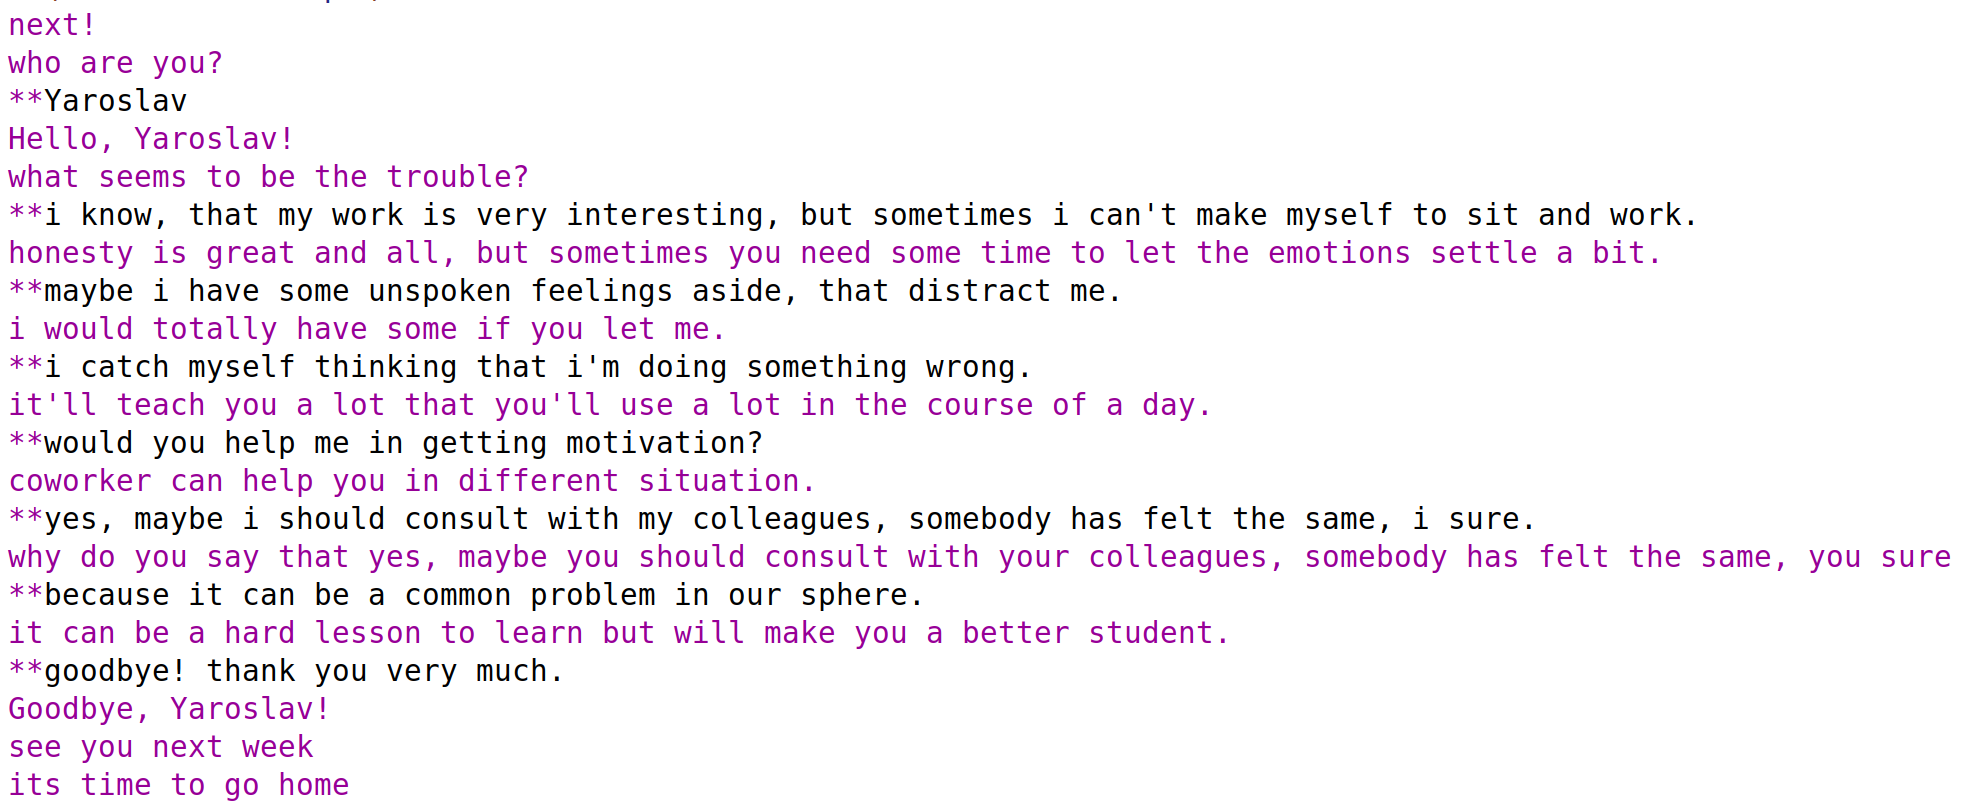 next!
who are you?
**Yaroslav
Hello, Yaroslav!
what seems to be the trouble?
**i know, that my work is very interesting, but sometimes i can't make myself to sit and work.
honesty is great and all, but sometimes you need some time to let the emotions settle a bit.
**maybe i have some unspoken feelings aside, that distract me.
i would totally have some if you let me.
**i catch myself thinking that i'm doing something wrong.
it'll teach you a lot that you'll use a lot in the course of a day.
**would you help me in getting motivation?
coworker can help you in different situation.
**yes, maybe i should consult with my colleagues, somebody has felt the same, i sure.
why do you say that yes, maybe you should consult with your colleagues, somebody has felt the same, you sure
**because it can be a common problem in our sphere.
it can be a hard lesson to learn but will make you a better student.
**goodbye! thank you very much.
Goodbye, Yaroslav!
see you next week
its time to go home